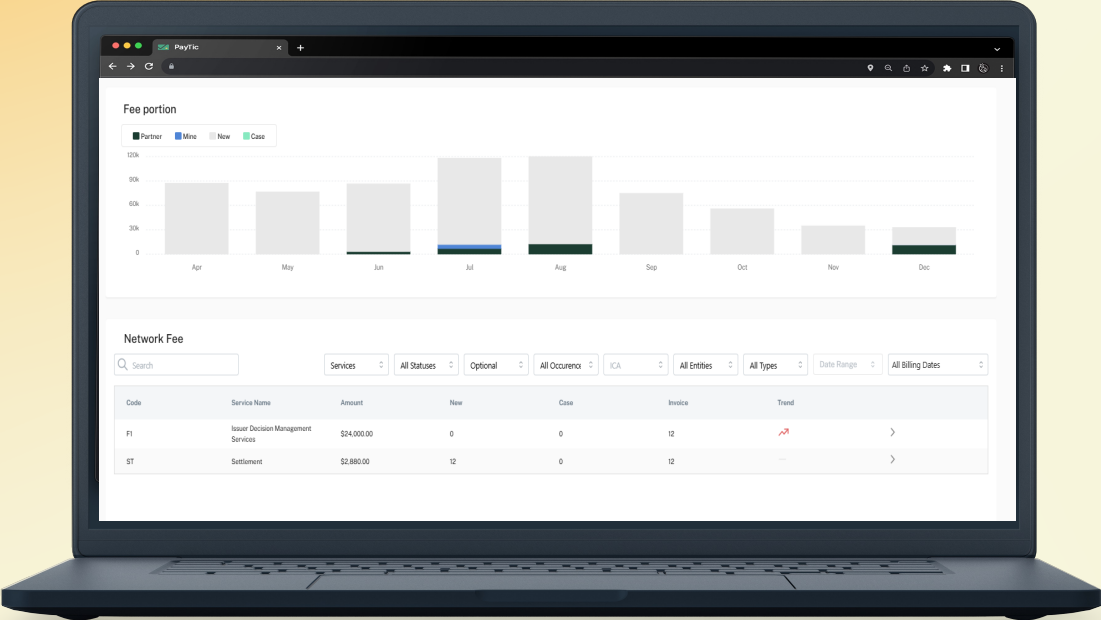 PayTic
Fee portion
Partner Mine New Case
120k
90k
60k
30k
0
Apr May Jun Jul Aug Sep Oct Nov Dec
Network Fee
Search Services All Statuses Optional All Occurenc ICA All Entities All Types Date Range All Billing Dates
Code Service Name Amount New Case Invoice Trend
F1 Issuer Decision Management
Services $24,000.00 0 0 12
ST Settlement $2,880.00 12 0 12